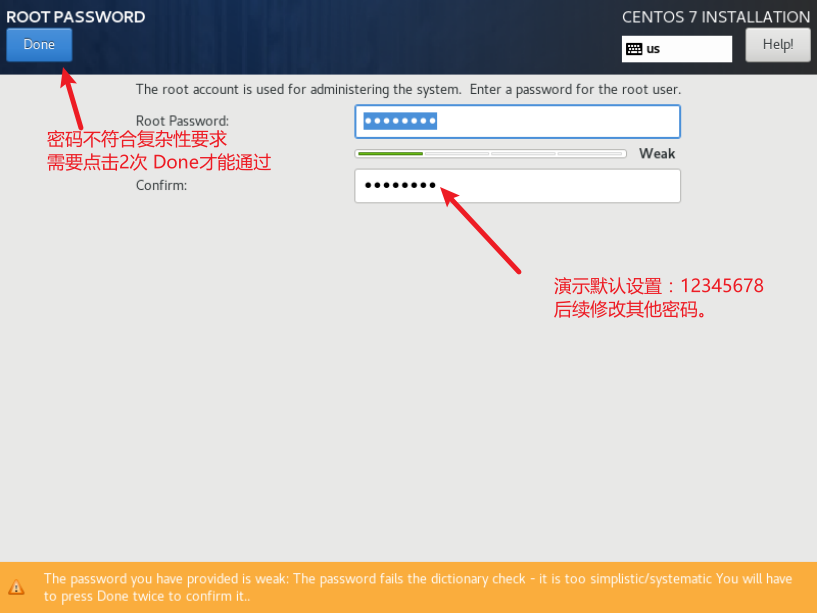 ROOT PASSWORD
CENTOS 7 INSTALLATION
Done
us
Help!
The root account is used for administering the system. Enter a password for the root user.
Root Password:
密码不符合复杂性要求
需要点击2次 Done才能通过
Weak
Confirm:
演示默认设置：12345678
后续修改其他密码。
The password you have provided is weak: The password fails the dictionary check - it is too simplistic/systematic You will have
to press Done twice to confirm it..